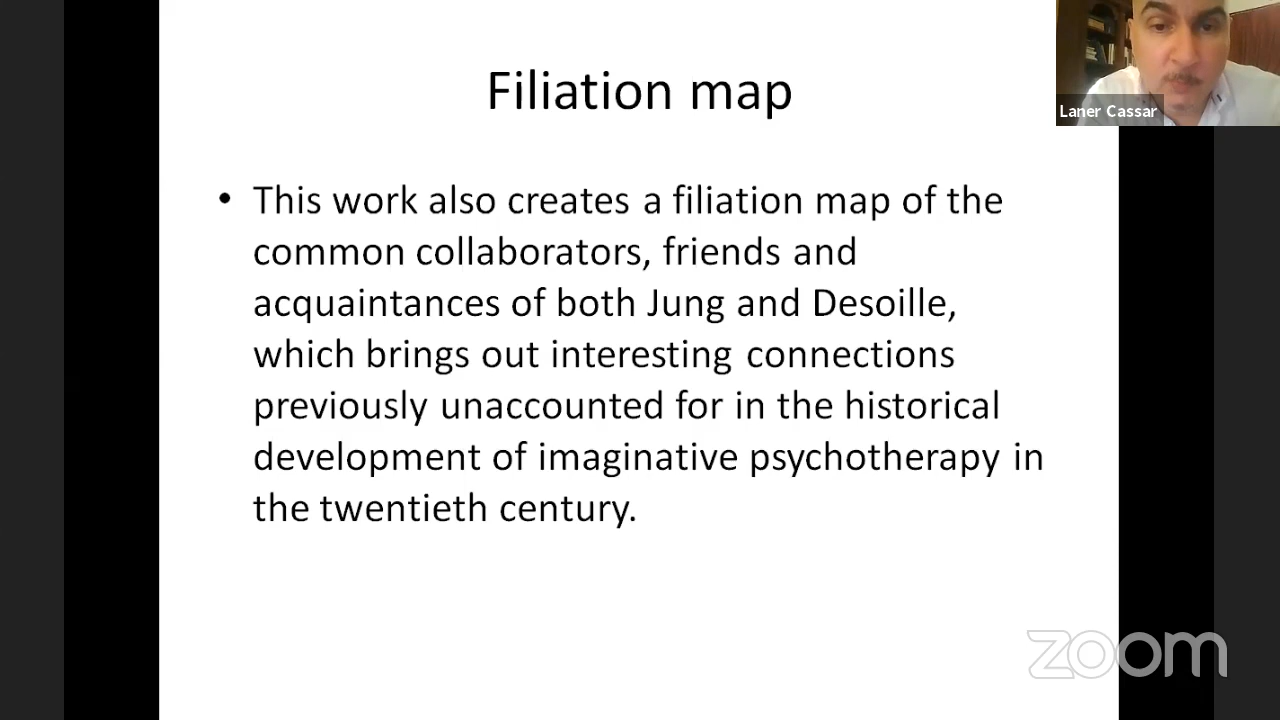 Filiation map
Laner Cassar
• This work also creates a filiation map of the
common collaborators, friends and
acquaintances of both Jung and Desoille,
which brings out interesting connections
previously unaccounted for in the historical
development of imaginative psychotherapy in
the twentieth century.
zoom